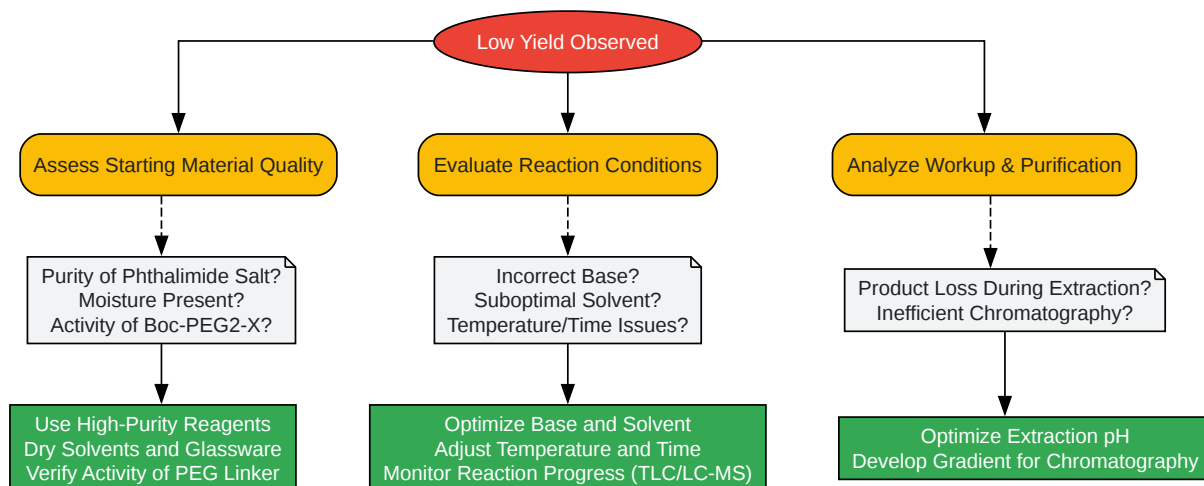 Low Yield Observed
Assess Starting Material Quality
Evaluate Reaction Conditions
Analyze Workup & Purification
Purity of Phthalimide Salt?
Moisture Present?
Activity of Boc-PEG2-X?
Incorrect Base?
Suboptimal Solvent?
Temperature/Time Issues?
Product Loss During Extraction?
Inefficient Chromatography?
Use High-Purity Reagents
Dry Solvents and Glassware
Verify Activity of PEG Linker
Optimize Base and Solvent
Adjust Temperature and Time
Monitor Reaction Progress (TLC/LC-MS)
Optimize Extraction pH
Develop Gradient for Chromatography